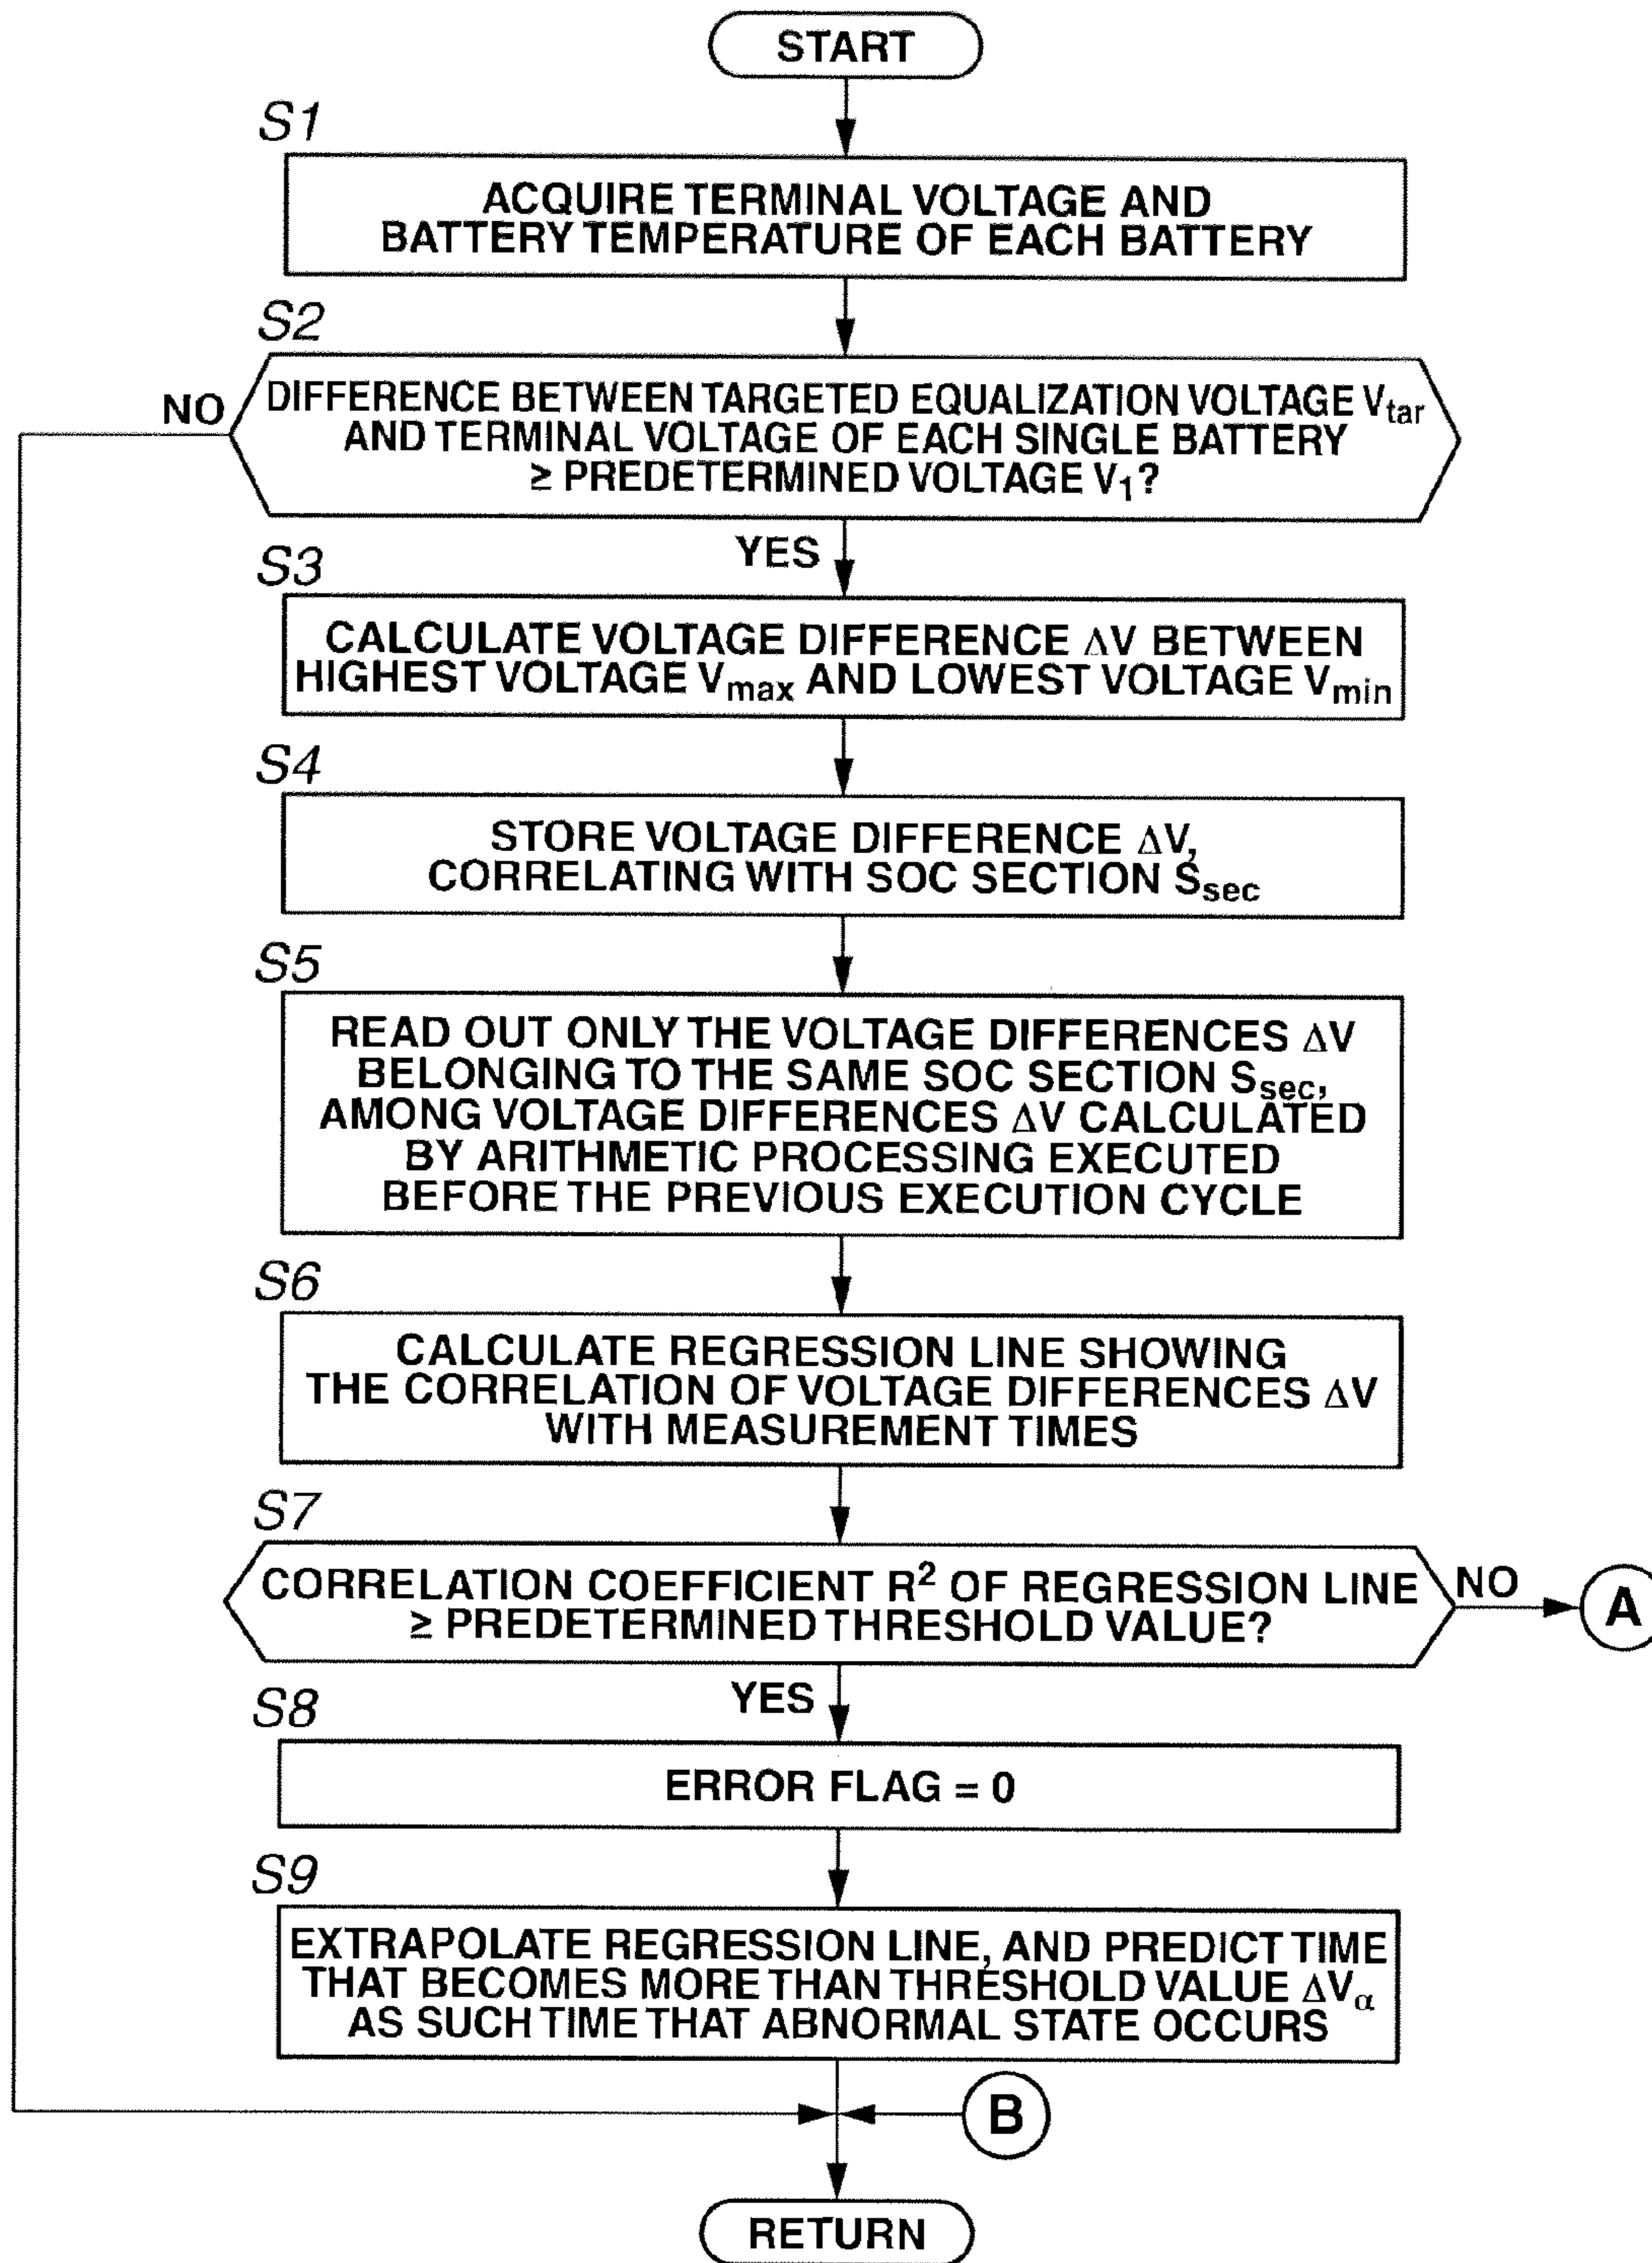 START
S1
ACQUIRE TERMINAL VOLTAGE AND
BATTERY TEMPERATURE OF EACH BATTERY
S2
NO
DIFFERENCE BETWEEN TARGETED EQUALIZATION VOLTAGE Vtar
AND TERMINAL VOLTAGE OF EACH SINGLE BATTERY
≥ PREDETERMINED VOLTAGE V1?
YES
S3
CALCULATE VOLTAGE DIFFERENCE ΔV BETWEEN
HIGHEST VOLTAGE Vmax AND LOWEST VOLTAGE Vmin
S4
STORE VOLTAGE DIFFERENCE ΔV,
CORRELATING WITH SOC SECTION Ssec
S5
READ OUT ONLY THE VOLTAGE DIFFERENCES ΔV
BELONGING TO THE SAME SOC SECTION Ssec,
AMONG VOLTAGE DIFFERENCES ΔV CALCULATED
BY ARITHMETIC PROCESSING EXECUTED
BEFORE THE PREVIOUS EXECUTION CYCLE
S6
CALCULATE REGRESSION LINE SHOWING
THE CORRELATION OF VOLTAGE DIFFERENCES ΔV
WITH MEASUREMENT TIMES
S7
CORRELATION COEFFICIENT R² OF REGRESSION LINE
≥ PREDETERMINED THRESHOLD VALUE?
NO
A
YES
S8
ERROR FLAG = 0
S9
EXTRAPOLATE REGRESSION LINE, AND PREDICT TIME
THAT BECOMES MORE THAN THRESHOLD VALUE ΔVα
AS SUCH TIME THAT ABNORMAL STATE OCCURS
B
RETURN